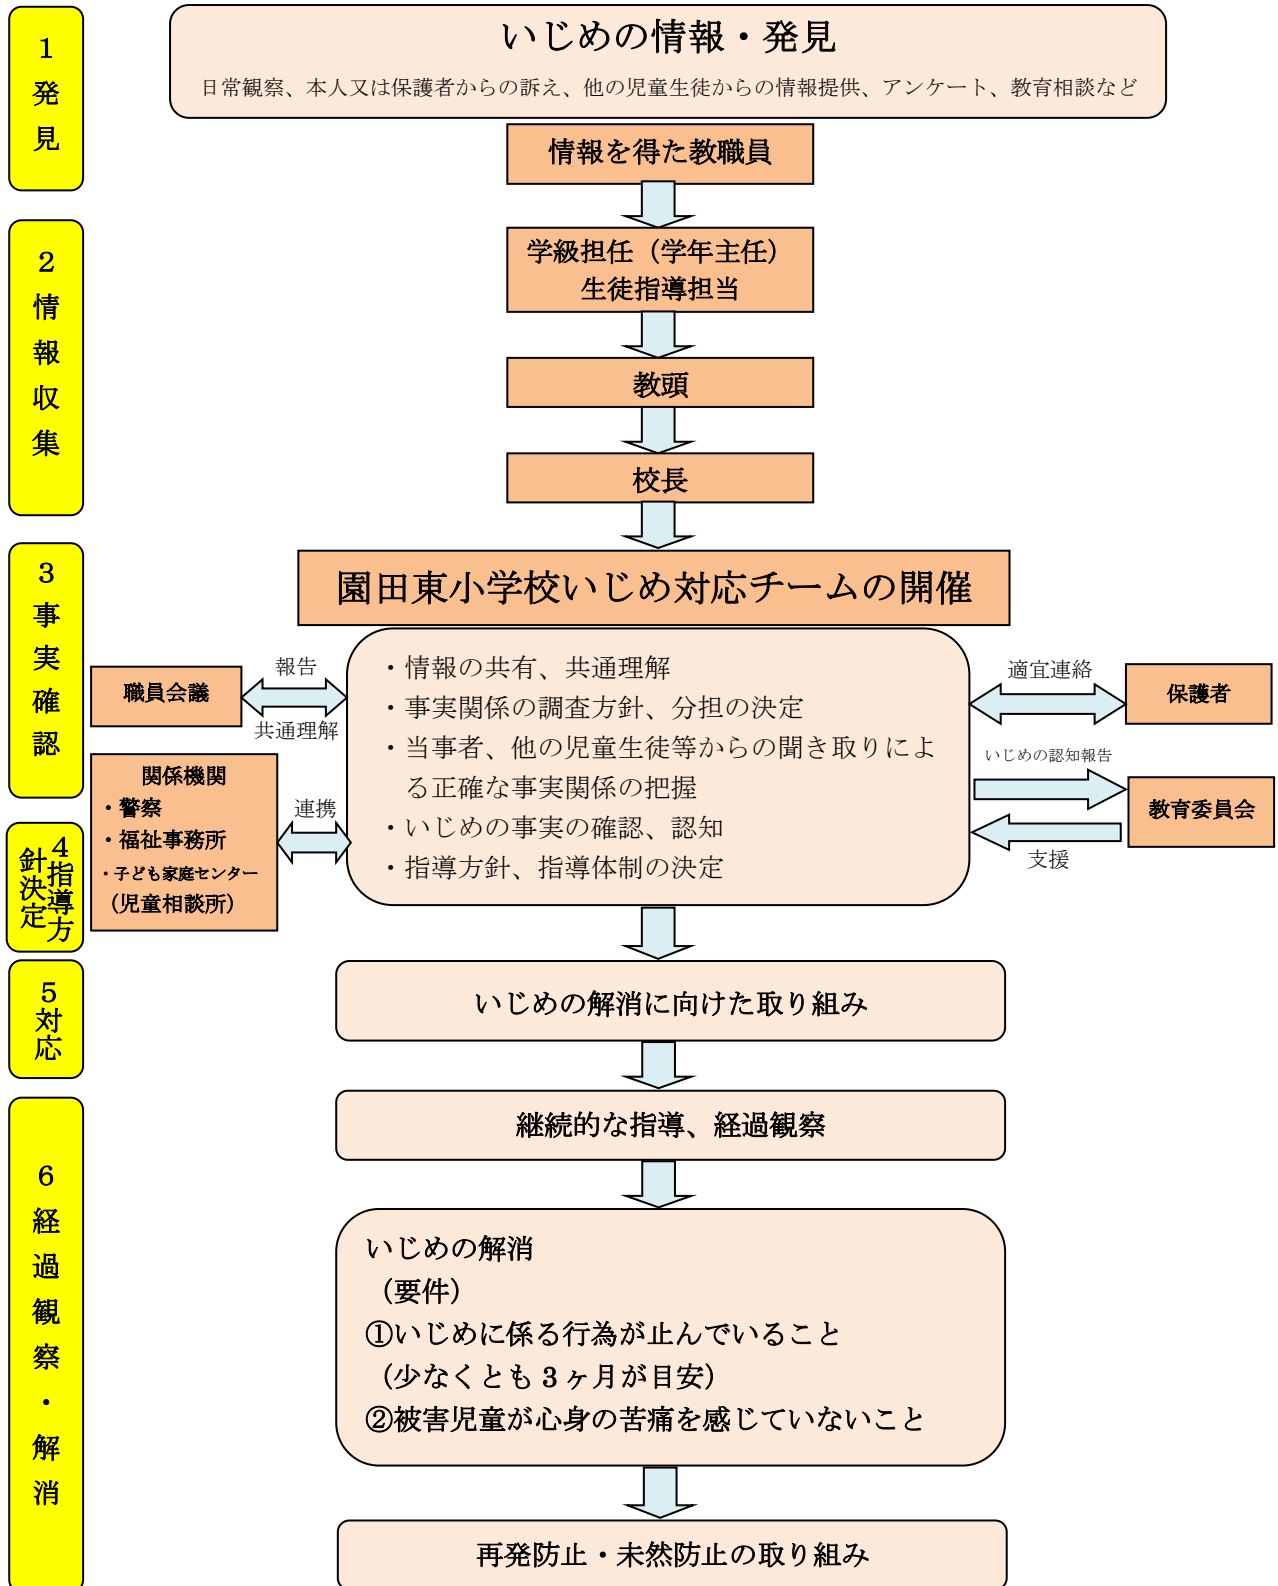 1発見
いじめの情報・発見
日常観察、本人又は保護者からの訴え、他の児童生徒からの情報提供、アンケート、教育相談など
情報を得た教職員
2情報収集
学級担任（学年主任）
生徒指導担当
教頭
校長
3事実確認
園田東小学校いじめ対応チームの開催
・情報の共有、共通理解
・事実関係の調査方針、分担の決定
・当事者、他の児童生徒等からの聞き取りによ
る正確な事実関係の把握
・いじめの事実の確認、認知
・指導方針、指導体制の決定
職員会議
報告
共通理解
関係機関
・警察
・福祉事務所
・子ども家庭センター
（児童相談所）
連携
適宜連絡
保護者
いじめの認知報告
教育委員会
支援
4指導方
針決定
5対応
いじめの解消に向けた取り組み
6経過観察・解消
継続的な指導、経過観察
いじめの解消
（要件）
①いじめに係る行為が止んでいること
（少なくとも３ヶ月が目安）
②被害児童が心身の苦痛を感じていないこと
再発防止・未然防止の取り組み